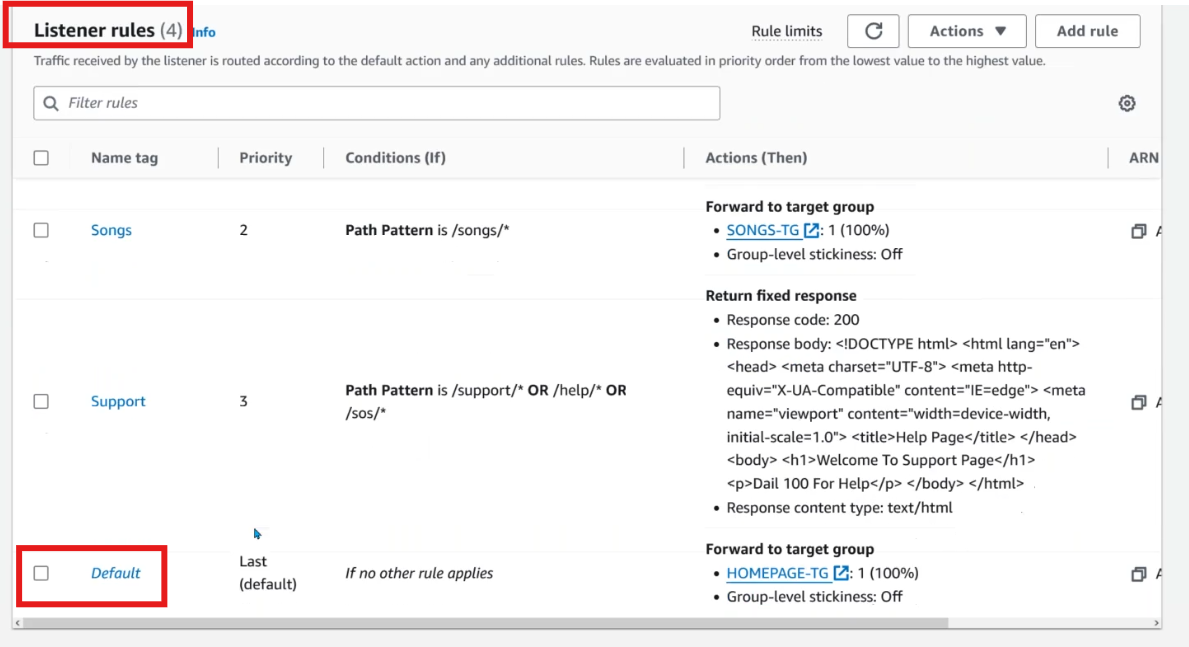 Listener rules (4) Info
Rule limits
Actions ▼
Add rule
Traffic received by the listener is routed according to the default action and any additional rules. Rules are evaluated in priority order from the lowest value to the highest value.
Filter rules
Name tag Priority Conditions (If) Actions (Then) ARN
Songs
2
Path Pattern is /songs/*
Forward to target group
• SONGS-TG : 1 (100%)
• Group-level stickiness: Off
Support
3
Path Pattern is /support/* OR /help/* OR
/sos/*
Return fixed response
• Response code: 200
• Response body: <!DOCTYPE html> <html lang="en">
<head> <meta charset="UTF-8"> <meta http-
equiv="X-UA-Compatible" content="IE=edge"> <meta
name="viewport" content="width=device-width,
initial-scale=1.0"> <title>Help Page</title> </head>
<body> <h1>Welcome To Support Page</h1>
<p>Dail 100 For Help</p> </body> </html>
• Response content type: text/html
Default
Last
(default)
If no other rule applies
Forward to target group
• HOMEPAGE-TG : 1 (100%)
• Group-level stickiness: Off